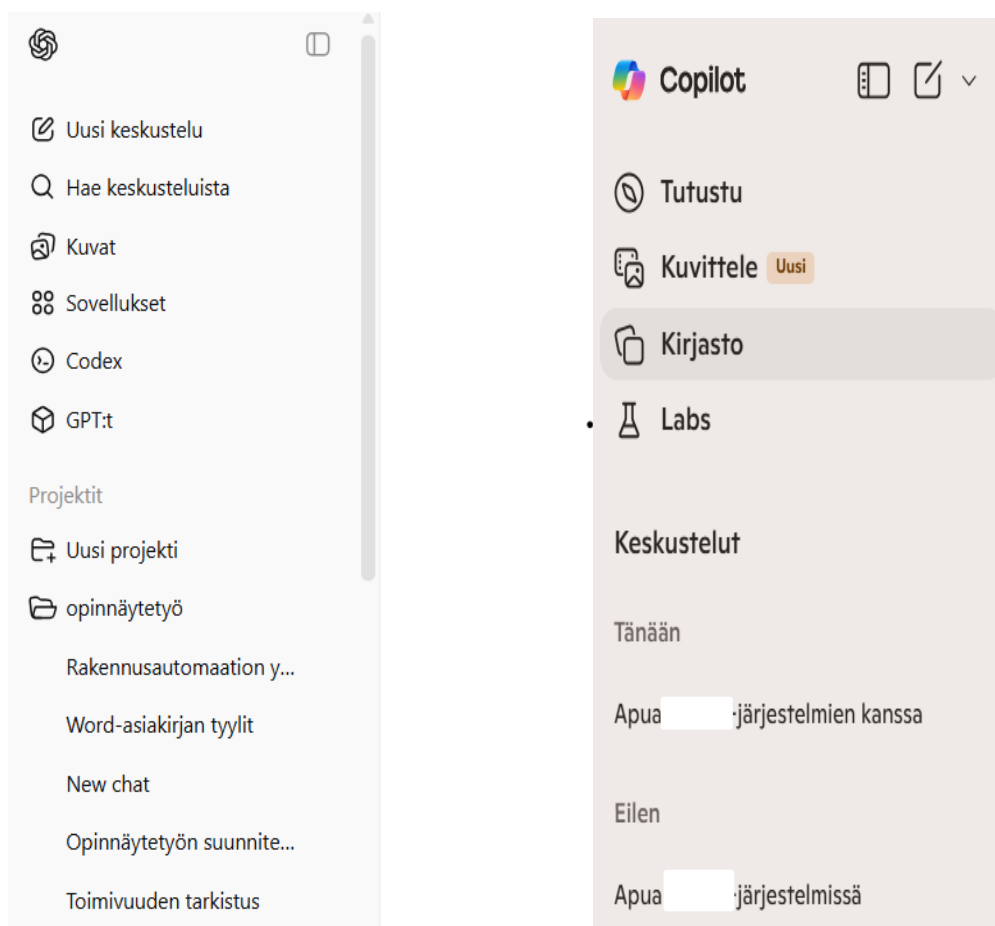 Uusi keskustelu
Hae keskusteluista
Kuvat
Sovellukset
Codex
GPT:t
Projektit
Uusi projekti
opinnäytetyö
Rakennusautomaation y...
Word-asiakirjan tyylit
New chat
Opinnäytetyön suunnite...
Toimivuuden tarkistus
Copilot
Tutustu
Kuvittele Uusi
Kirjasto
Labs
Keskustelut
Tänään
Apua -järjestelmien kanssa
Eilen
Apua -järjestelmissä